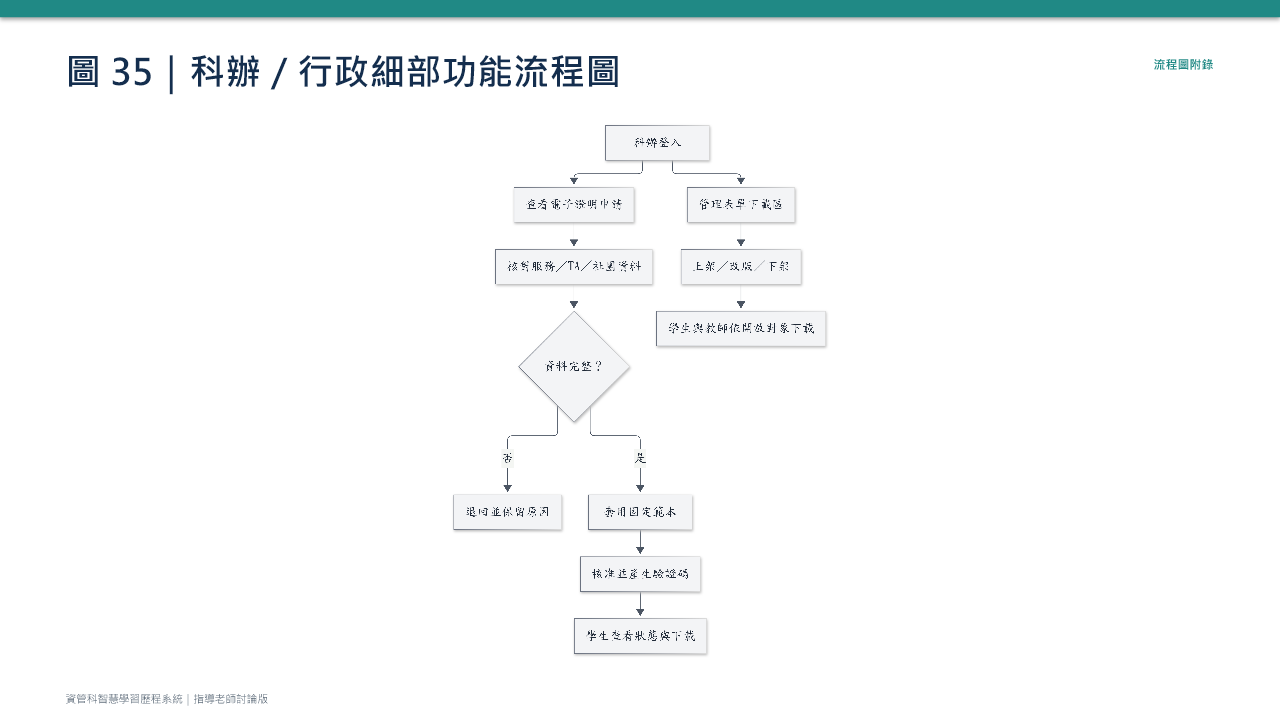 圖 35｜科辦 / 行政細部功能流程圖
流程圖附錄
科辦登入
查看電子證明申請
管理表單下載區
核對服務／TA／社團資料
上架／改版／下架
學生與教師依開放對象下載
資料完整？
否
是
退回並保留原因
套用固定範本
核准並產生驗證碼
學生查看狀態與下載
資管科智慧學習歷程系統｜指導老師討論版